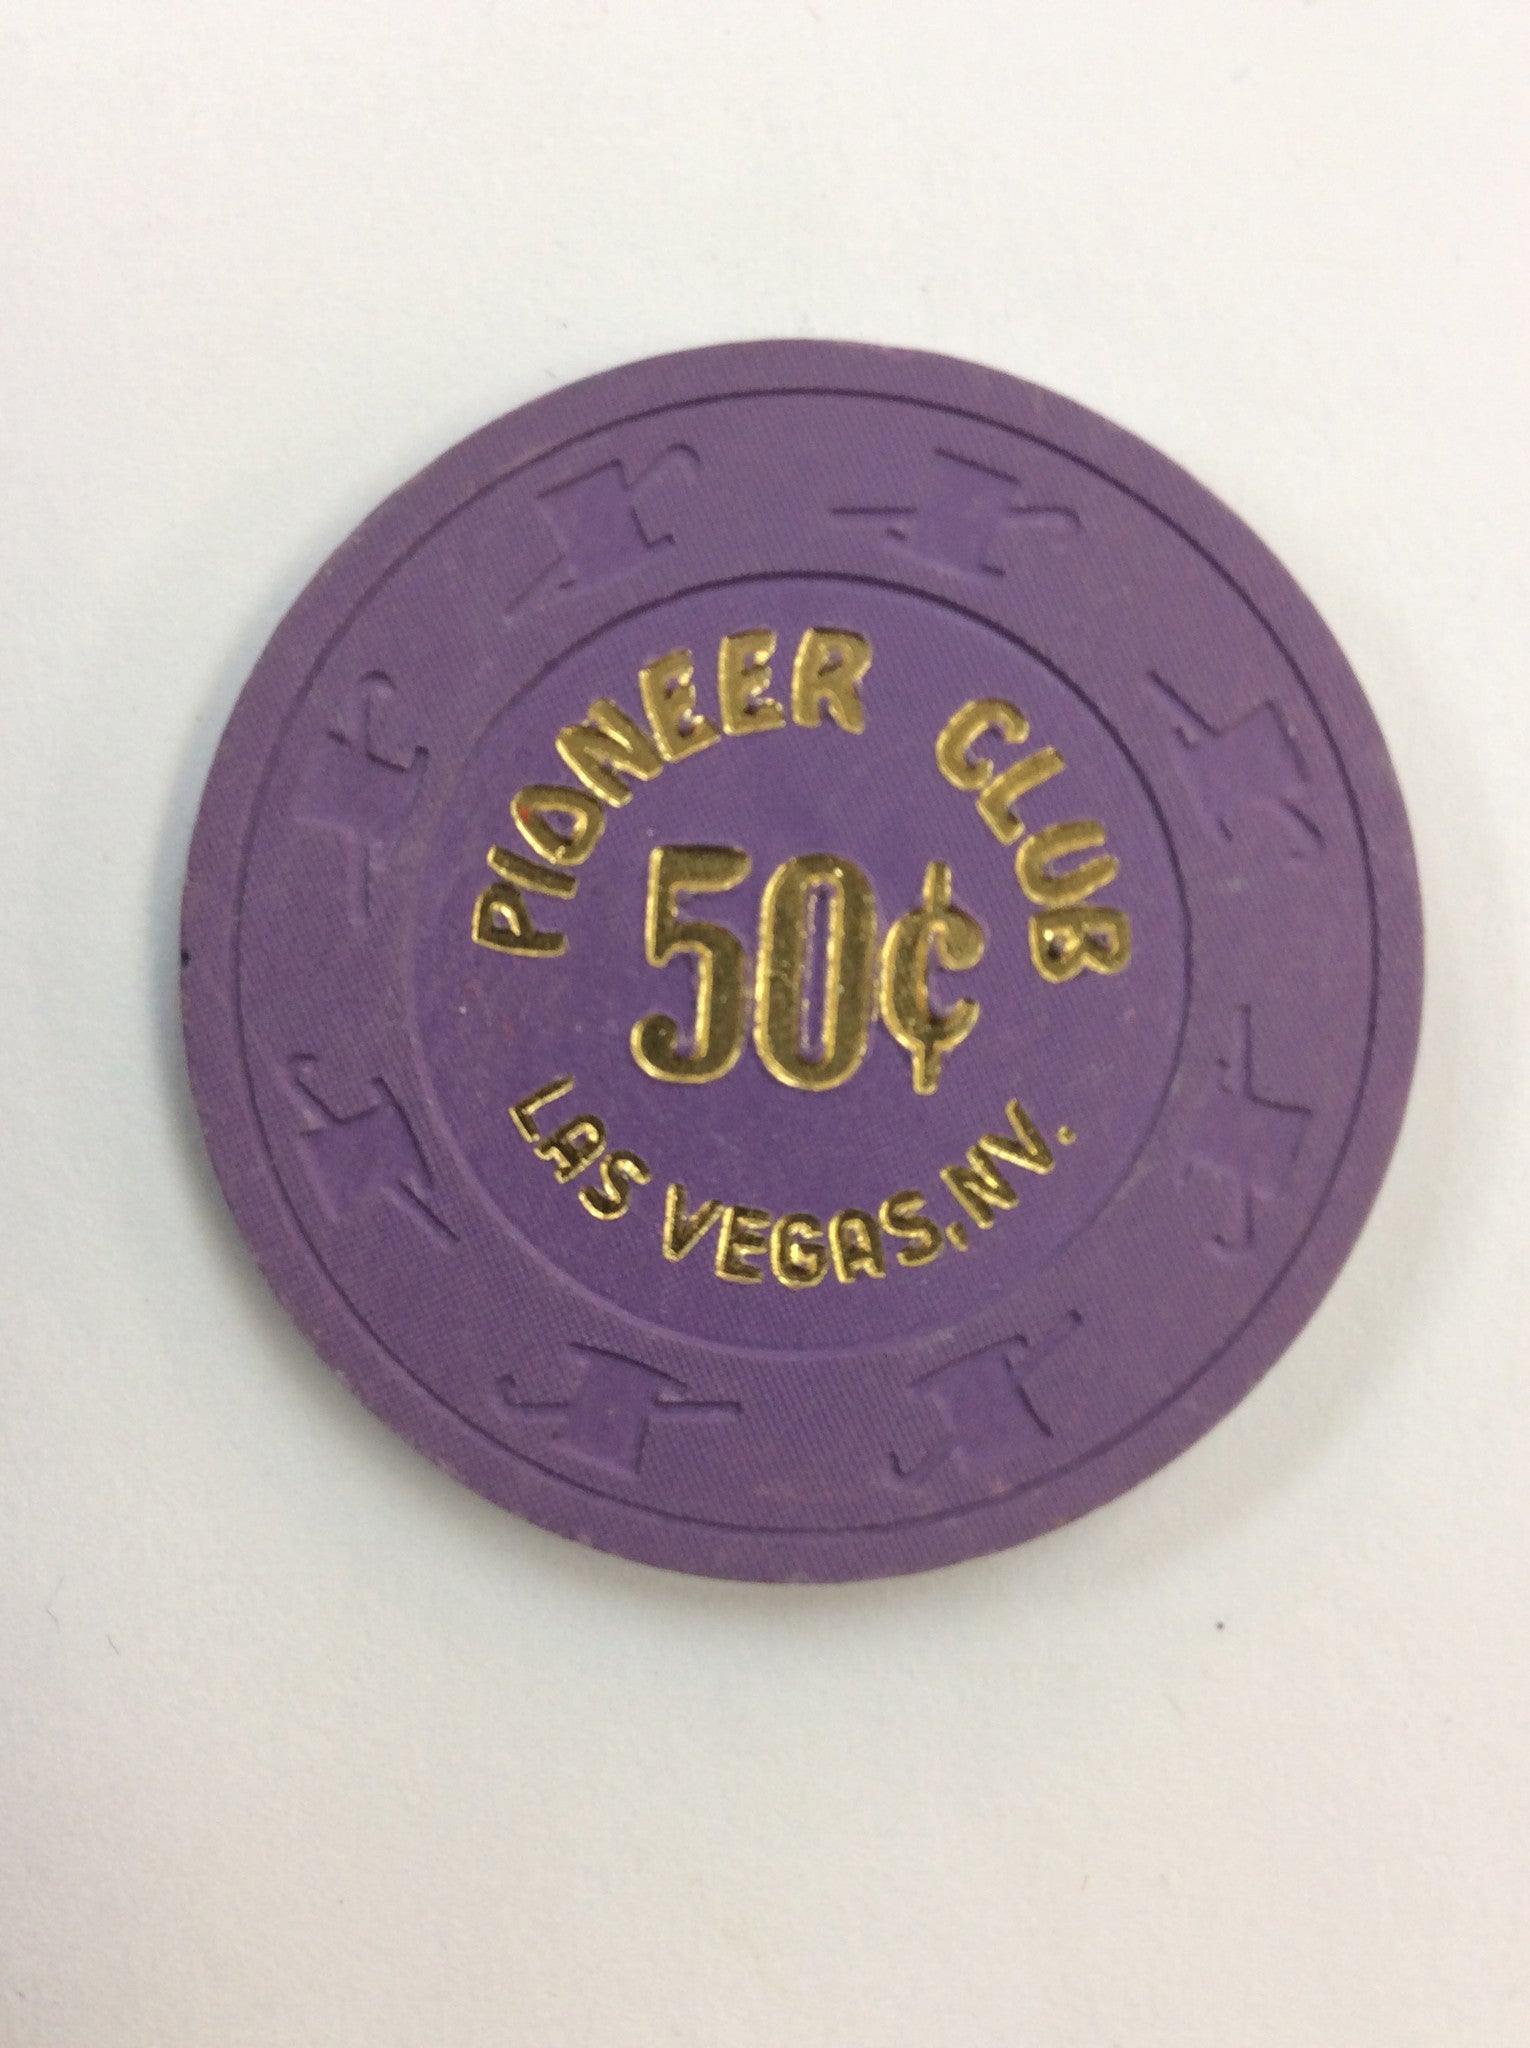 PIONEER CLUB
50¢
LAS VEGAS, NV.